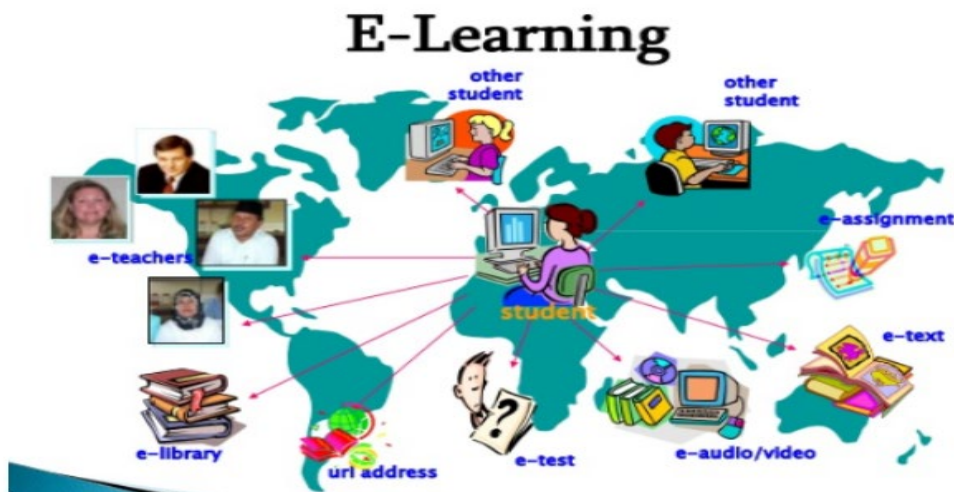 E-Learning
other
student
other
student
e-assignment
e-teachers
student
e-text
e-library
url address
e-test
e-audio/video